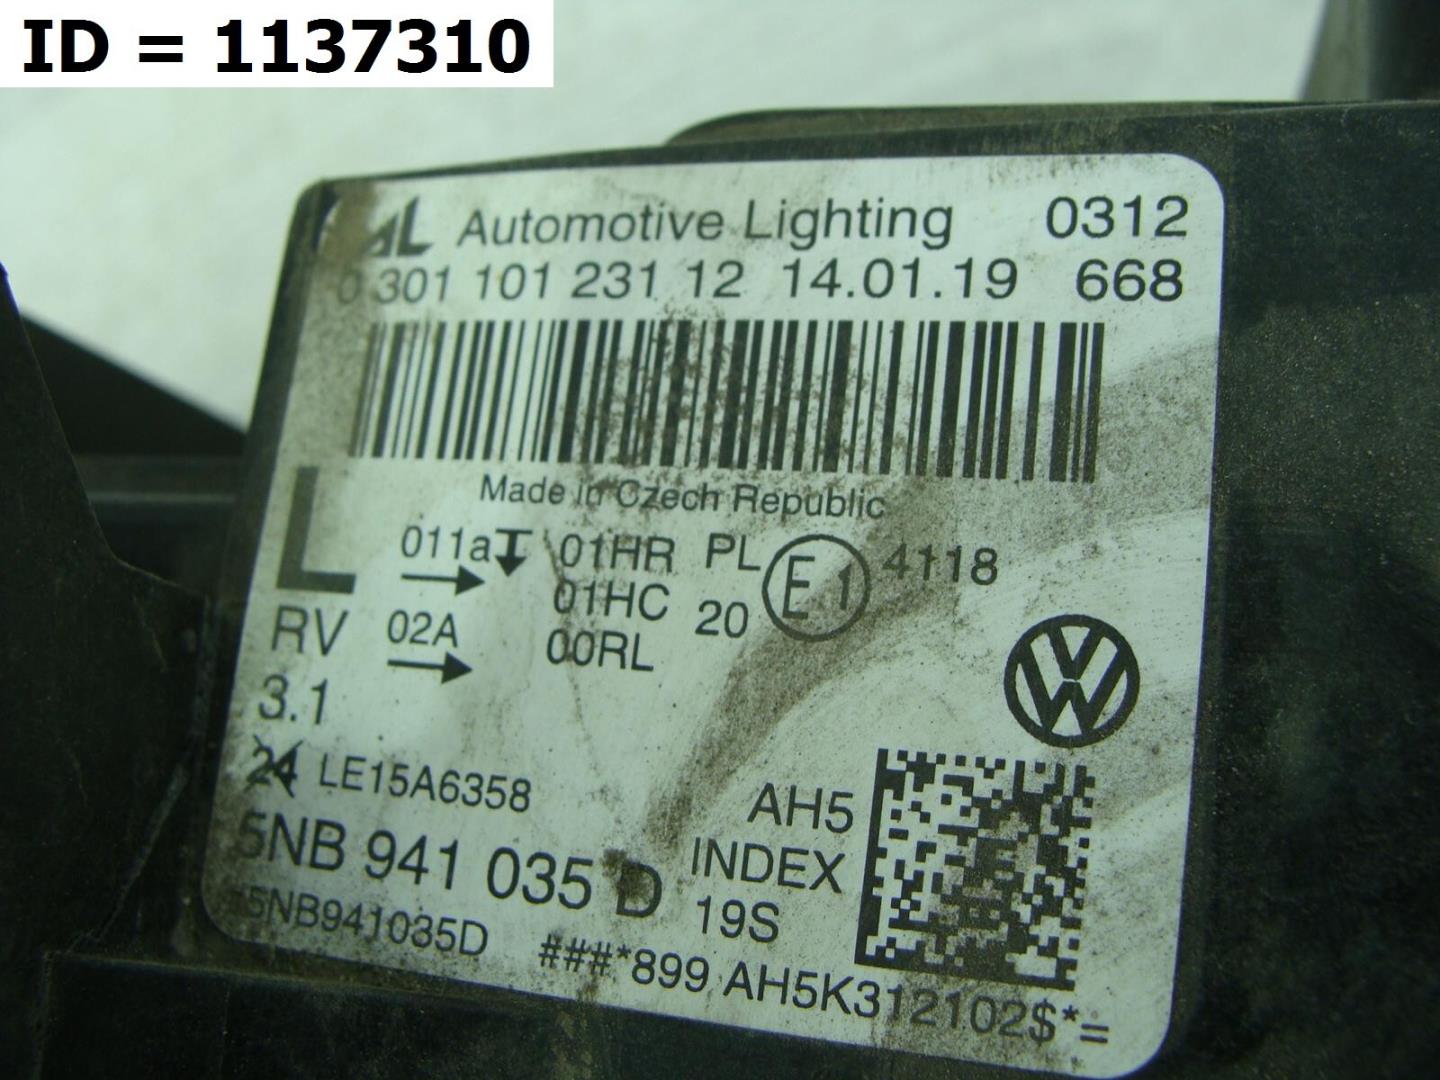 ID = 1137310
AL Automotive Lighting 0312
0 301 101 231 12 14.01.19 668
Made in Czech Republic
L 011a 01HR PL E1 4118
01HC 20
RV 02A 00RL
3.1
24 LE15A6358
AH5
5NB 941 035 D INDEX
19S
*5NB941035D ###*899 AH5K312102$*=